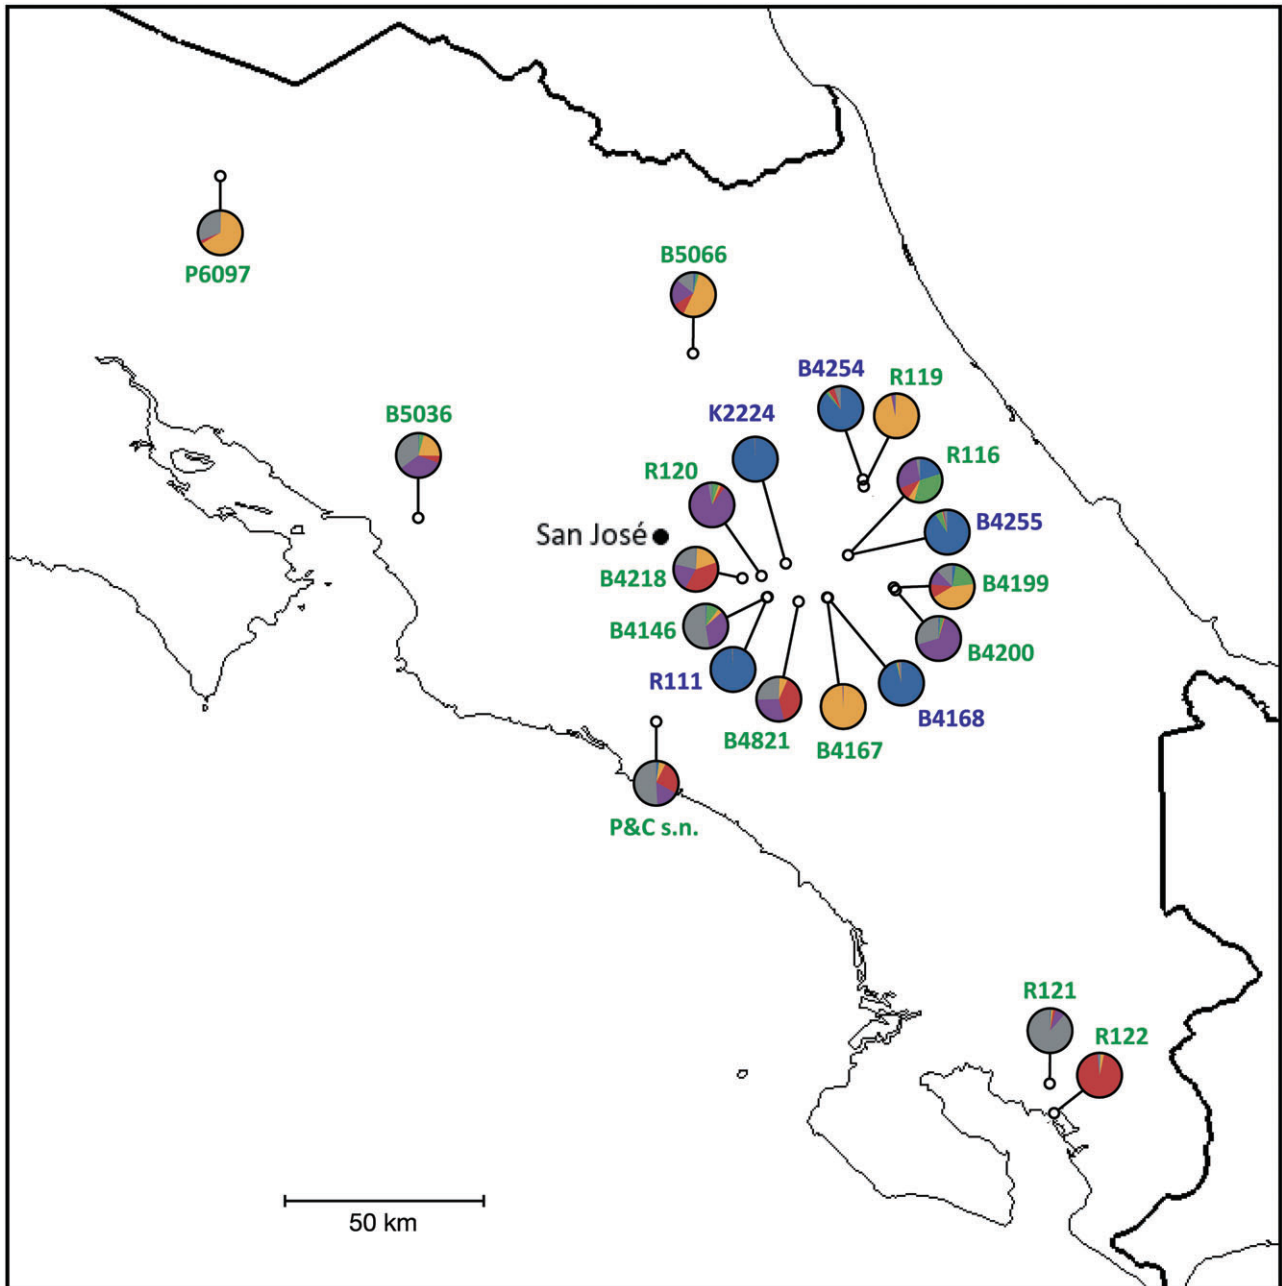 P6097
B5066
B4254
R119
B5036
K2224
R120
R116
San José
B4255
B4218
B4199
B4146
B4200
R111
B4821
B4167
B4168
P&C s.n.
R121
R122
50 km